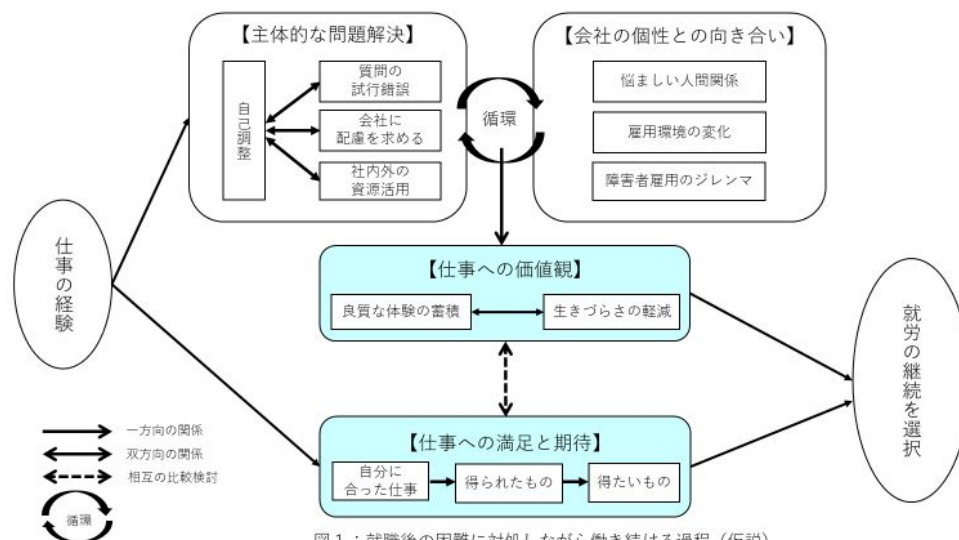 【主体的な問題解決】
自己調整
質問の
試行錯誤
会社に
配慮を求める
社内外の
資源活用
循環
【会社の個性との向き合い】
悩ましい人間関係
雇用環境の変化
障害者雇用のジレンマ
仕事の経験
【仕事への価値観】
良質な体験の蓄積
生きづらさの軽減
【仕事への満足と期待】
自分に
合った仕事
得られたもの
得たいもの
就労の継続を選択
一方向の関係
双方向の関係
相互の比較検討
循環
図1：就職後の困難に対処しながら働き続ける過程（仮説）